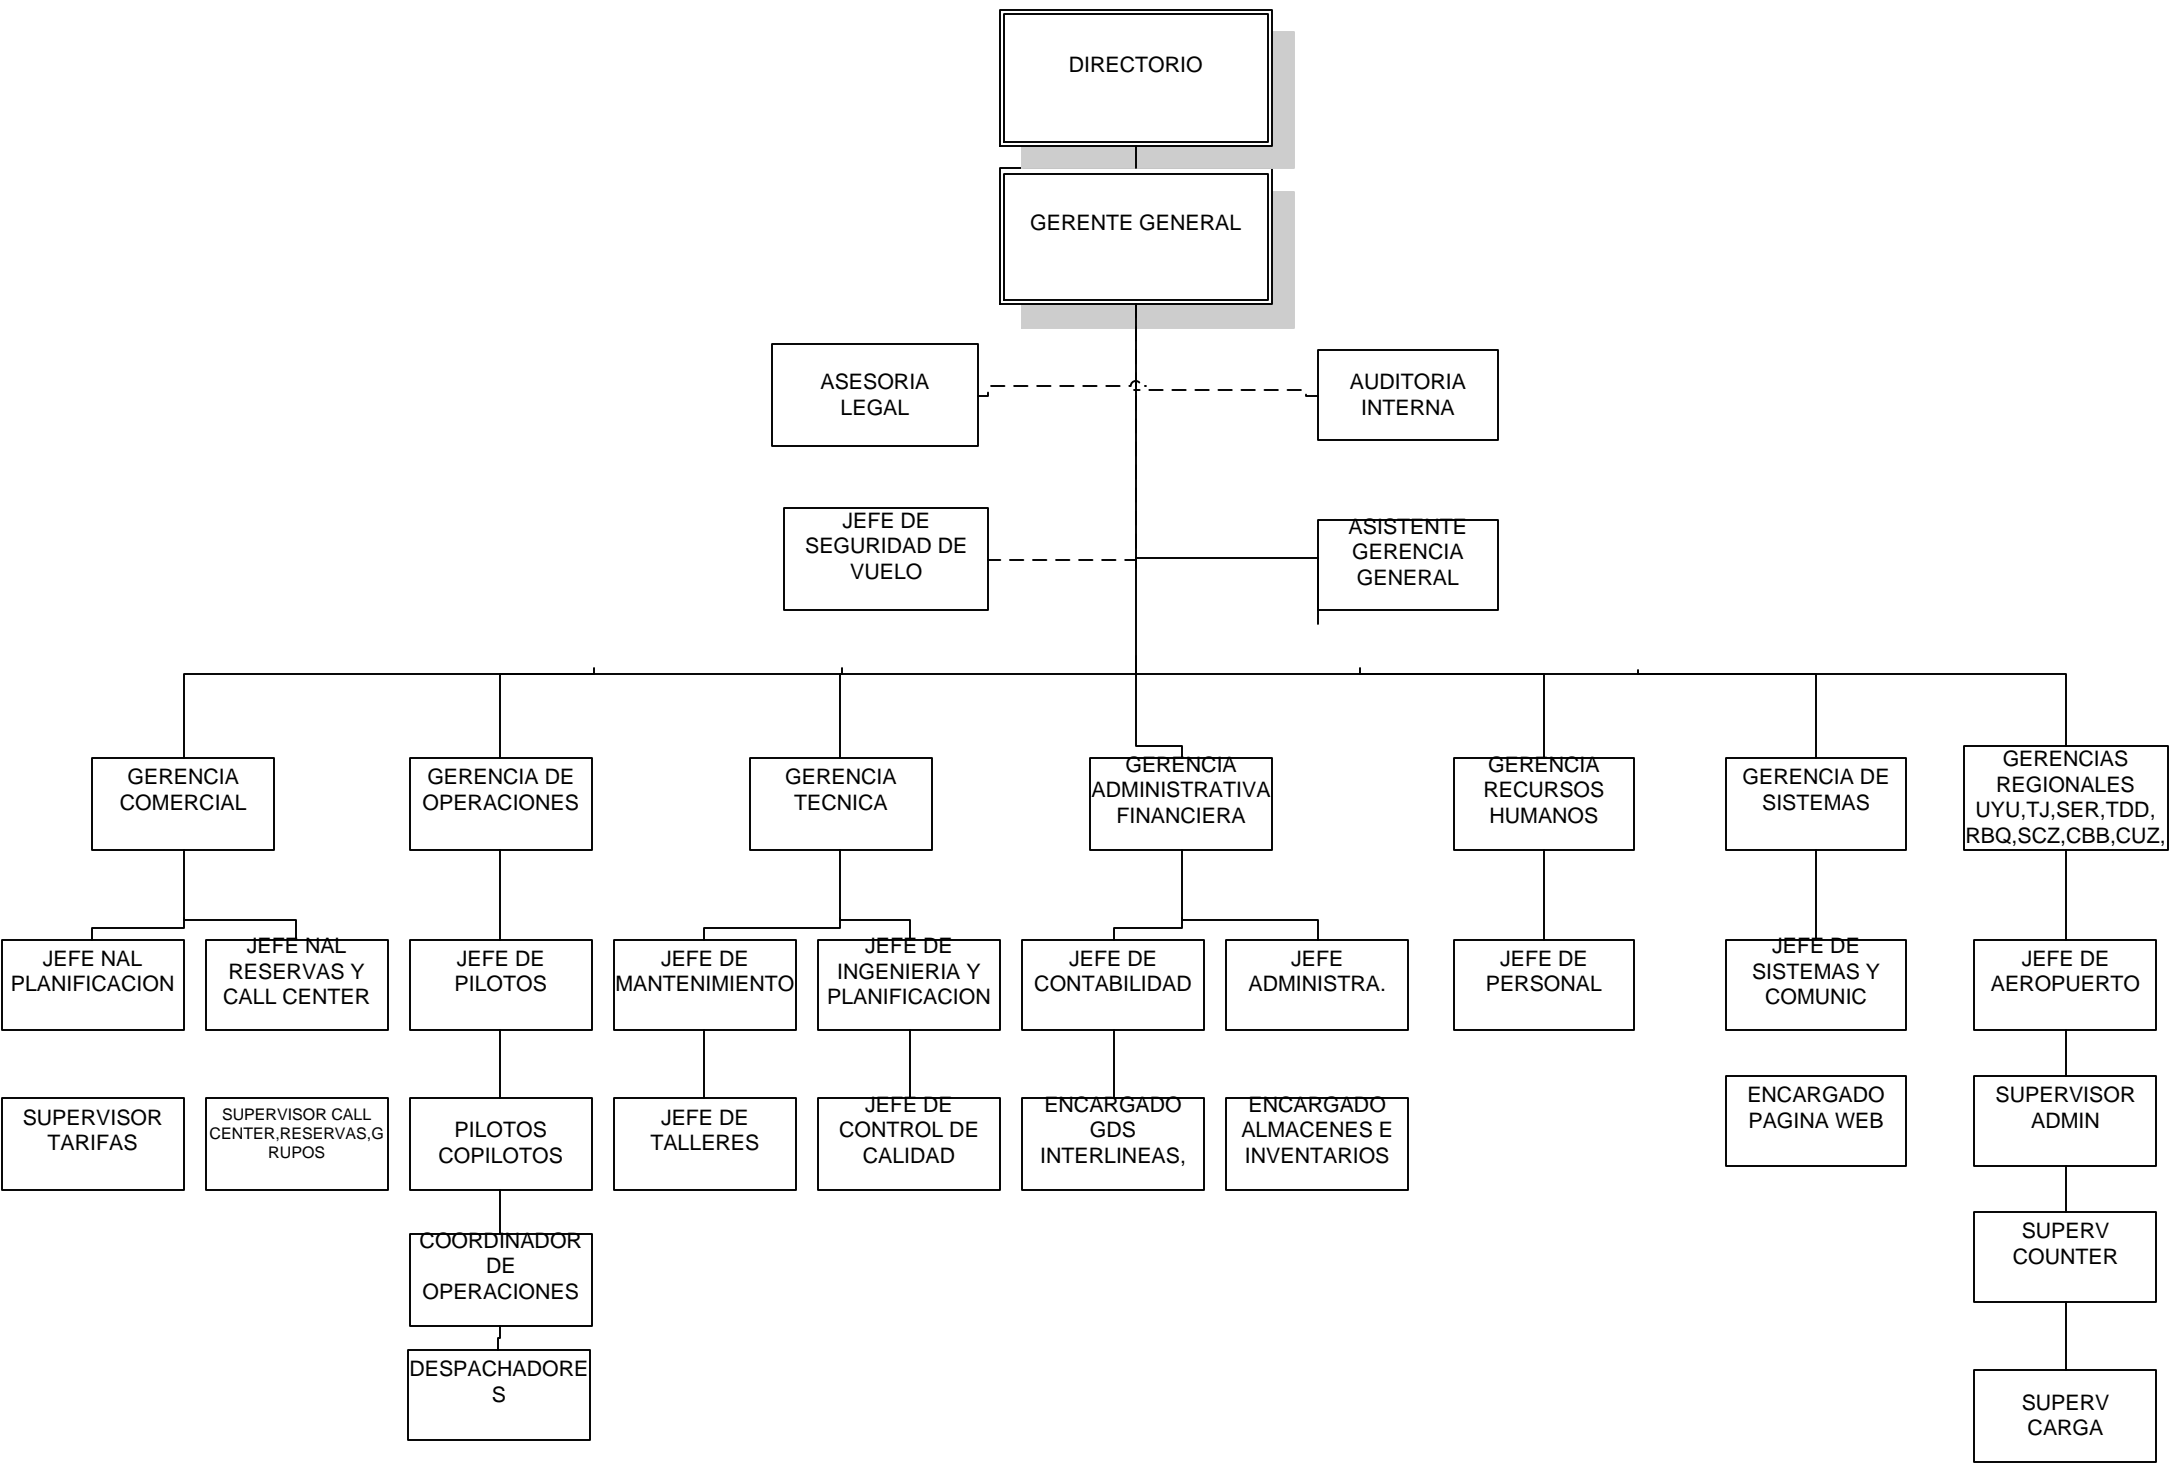 DIRECTORIO
GERENTE GENERAL
ASESORIA
LEGAL
AUDITORIA
INTERNA
JEFE DE
SEGURIDAD DE
VUELO
ASISTENTE
GERENCIA
GENERAL
GERENCIA
COMERCIAL
GERENCIA DE
OPERACIONES
GERENCIA
TECNICA
GERENCIA
ADMINISTRATIVA
FINANCIERA
GERENCIA
RECURSOS
HUMANOS
GERENCIA DE
SISTEMAS
GERENCIAS
REGIONALES
UYU,TJ,SER,TDD,
RBQ,SCZ,CBB,CUZ,
JEFE NAL
PLANIFICACION
JEFE NAL
RESERVAS Y
CALL CENTER
JEFE DE
PILOTOS
JEFE DE
MANTENIMIENTO
JEFE DE
INGENIERIA Y
PLANIFICACION
JEFE DE
CONTABILIDAD
JEFE
ADMINISTRA.
JEFE DE
PERSONAL
JEFE DE
SISTEMAS Y
COMUNIC
JEFE DE
AEROPUERTO
SUPERVISOR
TARIFAS
SUPERVISOR CALL
CENTER,RESERVAS,G
RUPOS
PILOTOS
COPILOTOS
JEFE DE
TALLERES
JEFE DE
CONTROL DE
CALIDAD
ENCARGADO
GDS
INTERLINEAS,
ENCARGADO
ALMACENES E
INVENTARIOS
ENCARGADO
PAGINA WEB
SUPERVISOR
ADMIN
COORDINADOR
DE
OPERACIONES
SUPERV
COUNTER
DESPACHADORE
S
SUPERV
CARGA